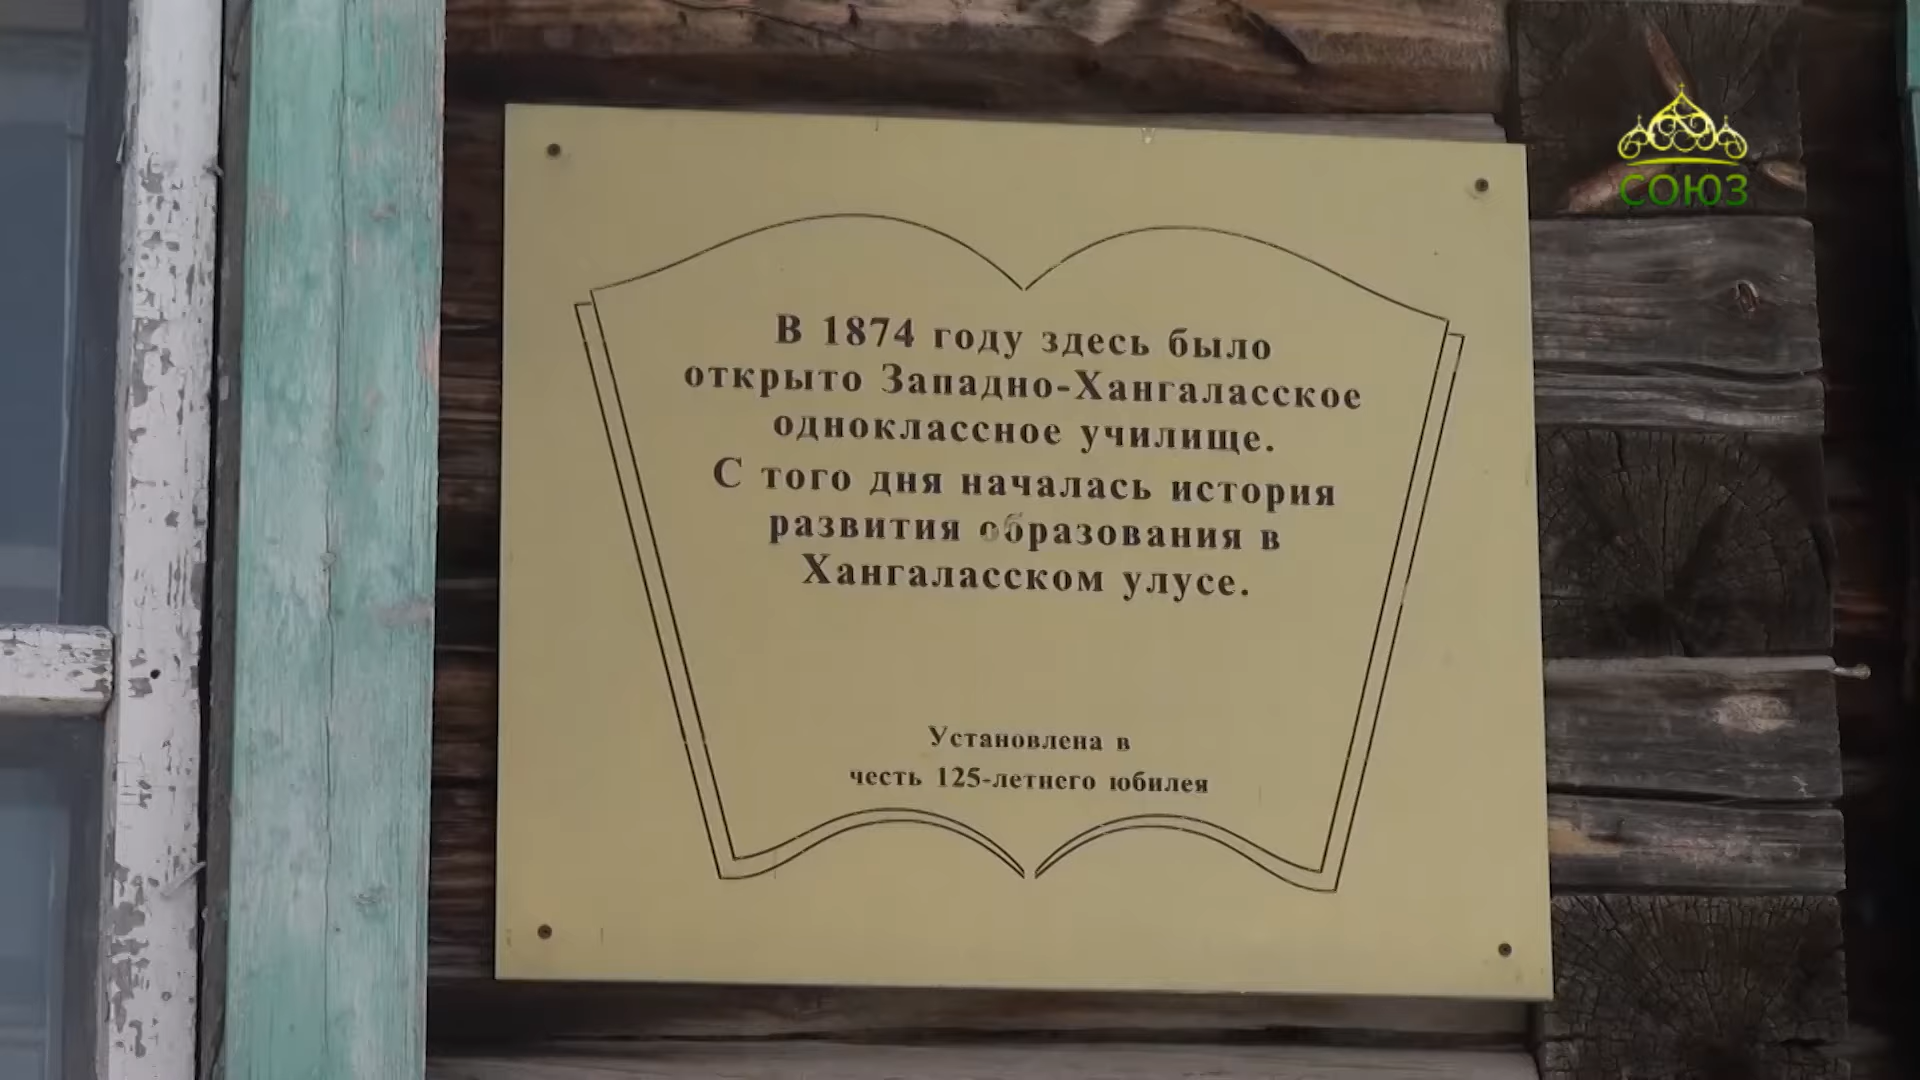 СОЮЗ
В 1874 году здесь было
открыто Западно-Хангаласское
одноклассное училище.
С того дня началась история
развития образования в
Хангаласском улусе.
Установлена в
честь 125-летнего юбилея